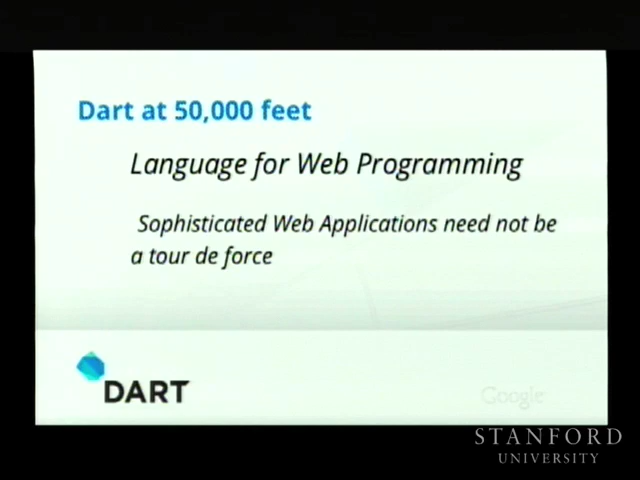 Dart at 50,000 feet
Language for Web Programming
Sophisticated Web Applications need not be
a tour de force
DART
Google
STANFORD
UNIVERSITY